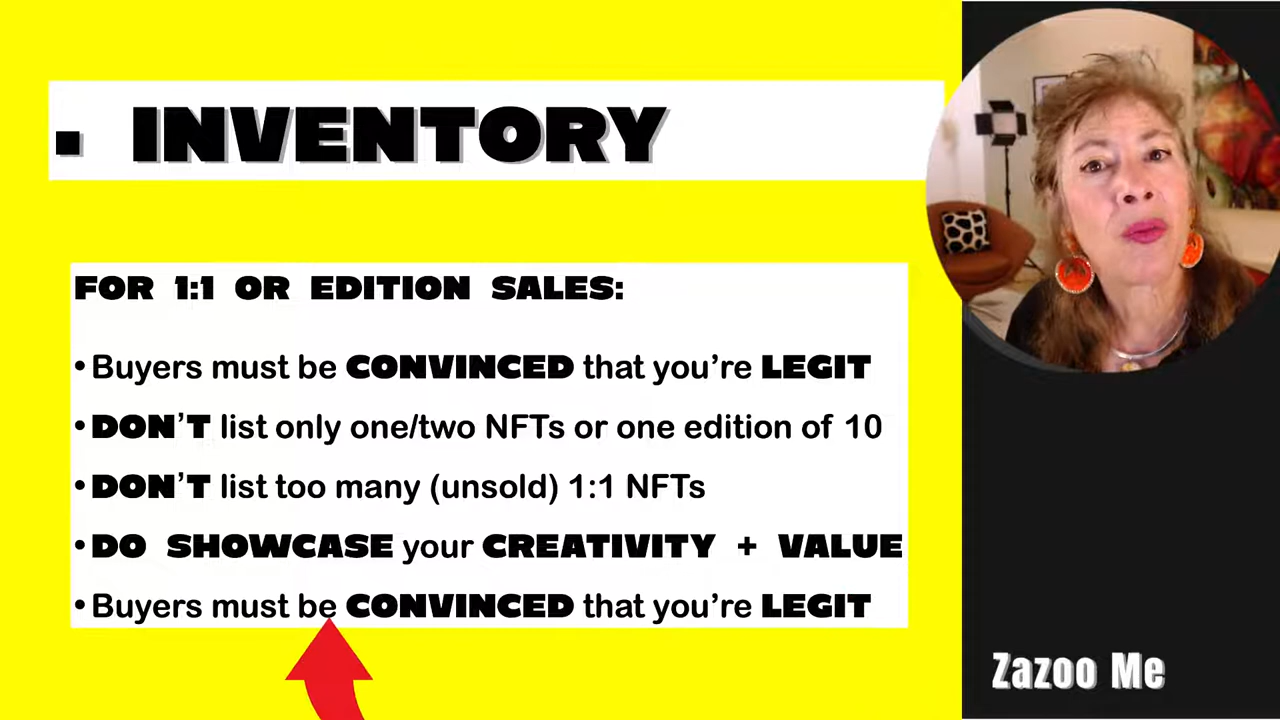 ▪ INVENTORY
FOR 1:1 OR EDITION SALES:
• Buyers must be CONVINCED that you’re LEGIT
• DON’T list only one/two NFTs or one edition of 10
• DON’T list too many (unsold) 1:1 NFTs
• DO SHOWCASE your CREATIVITY + VALUE
• Buyers must be CONVINCED that you’re LEGIT
Zazoo Me